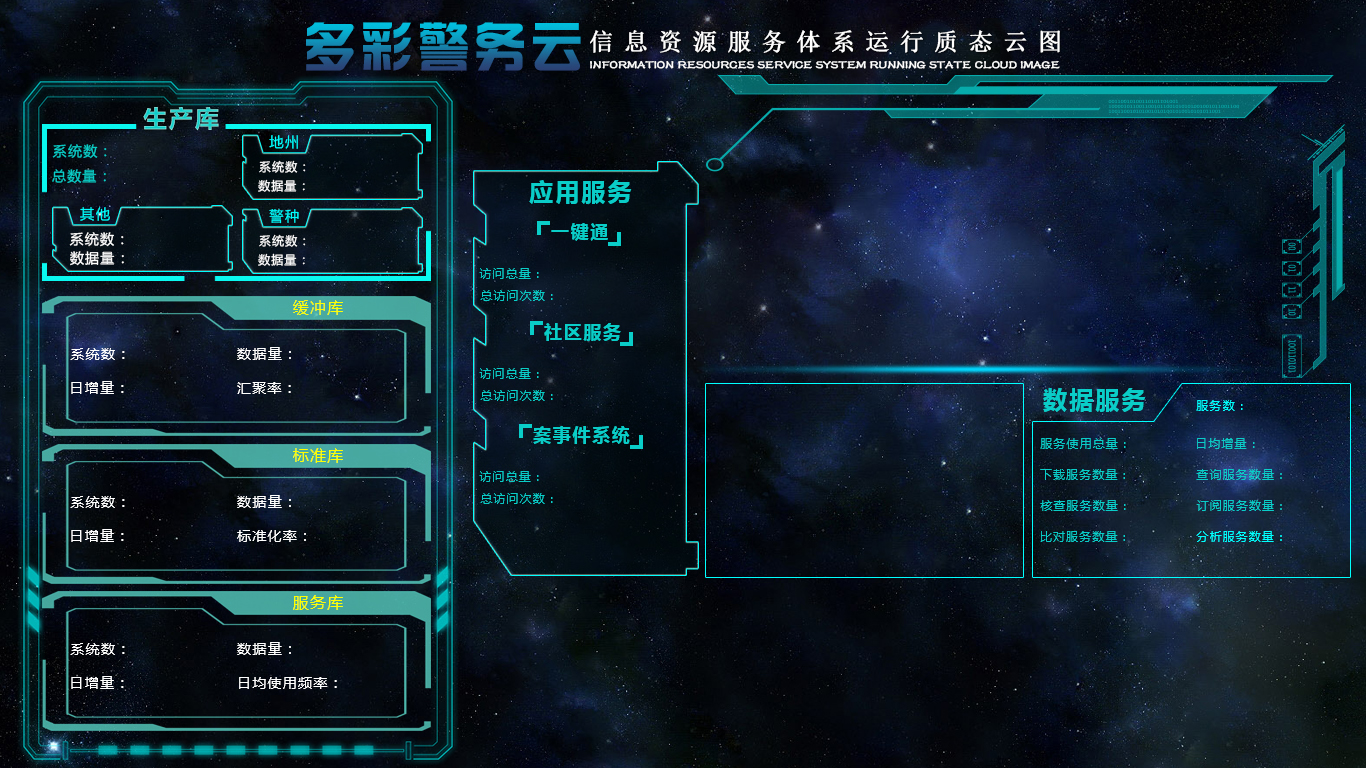 多彩警务云 信息资源服务体系运行质态云图
INFORMATION RESOURCES SERVICE SYSTEM RUNNING STATE CLOUD IMAGE
生产库
系统数：
总数量：
地州
系统数：
数据量：
其他
系统数：
数据量：
警种
系统数：
数据量：
缓冲库
系统数： 数据量：
日增量： 汇聚率：
标准库
系统数： 数据量：
日增量： 标准化率：
服务库
系统数： 数据量：
日增量： 日均使用频率：
应用服务
『一键通』
访问总量：
总访问次数：
『社区服务』
访问总量：
总访问次数：
『案事件系统』
访问总量：
总访问次数：
00
01
11
10
数据服务
服务数：
服务使用总量： 日均增量：
下载服务数量： 查询服务数量：
核查服务数量： 订阅服务数量：
比对服务数量： 分析服务数量：